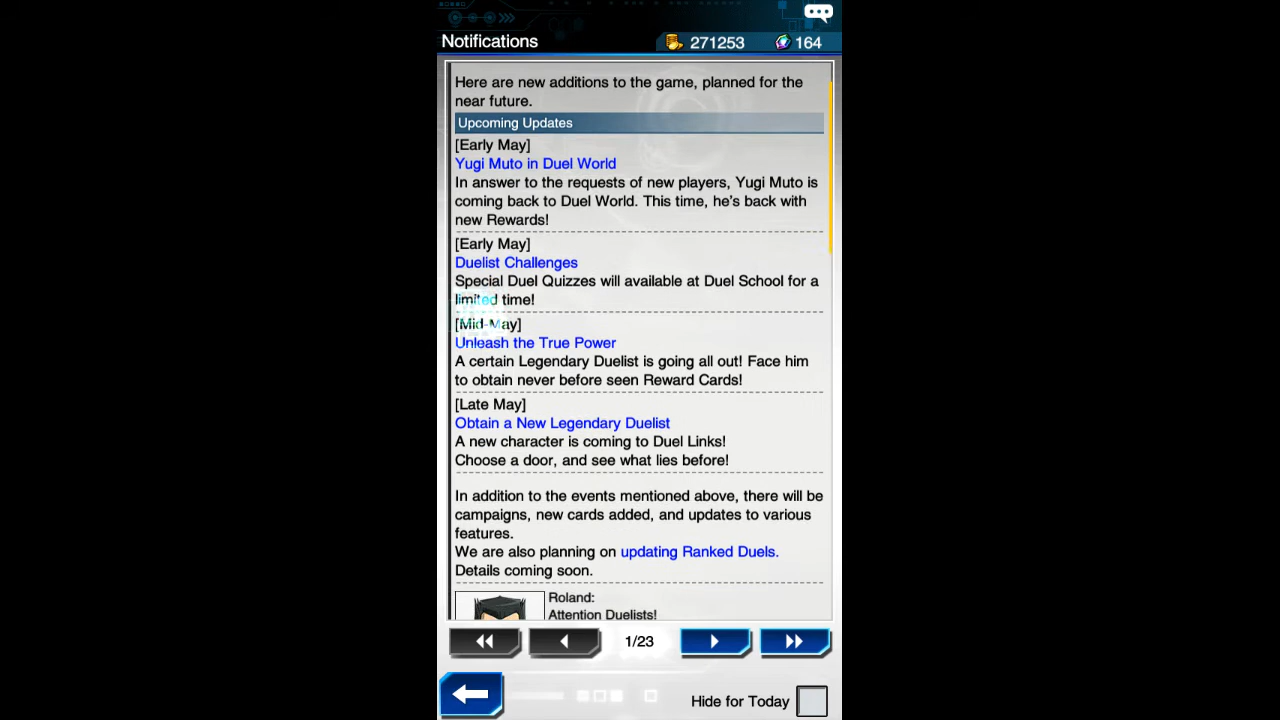 Notifications
271253
164
Here are new additions to the game, planned for the
near future.
Upcoming Updates
[Early May]
Yugi Muto in Duel World
In answer to the requests of new players, Yugi Muto is
coming back to Duel World. This time, he's back with
new Rewards!
[Early May]
Duelist Challenges
Special Duel Quizzes will available at Duel School for a
limited time!
[Mid-May]
Unleash the True Power
A certain Legendary Duelist is going all out! Face him
to obtain never before seen Reward Cards!
[Late May]
Obtain a New Legendary Duelist
A new character is coming to Duel Links!
Choose a door, and see what lies before!
In addition to the events mentioned above, there will be
campaigns, new cards added, and updates to various
features.
We are also planning on updating Ranked Duels.
Details coming soon.
Roland:
Attention Duelists!
1/23
Hide for Today